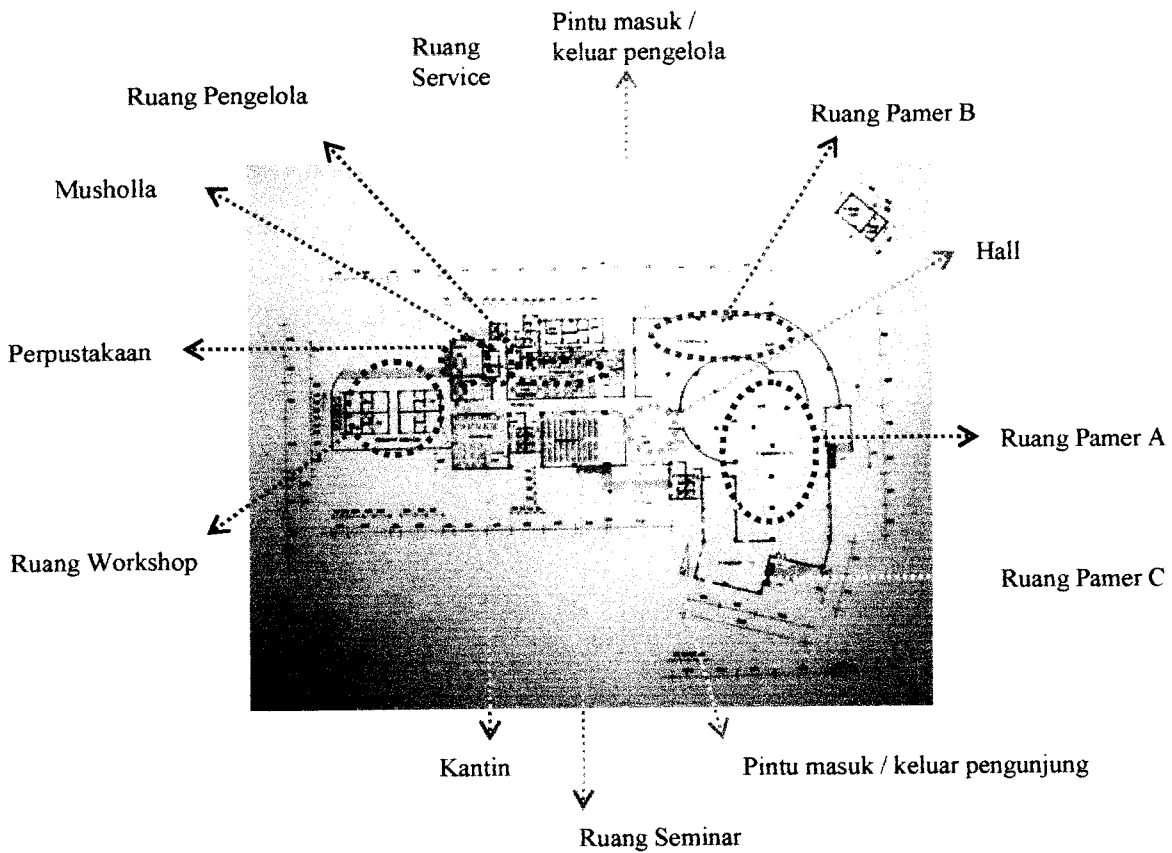 Pintu masuk /
keluar pengelola
Ruang
Service
Ruang Pengelola
Ruang Pamer B
Musholla
Hall
Perpustakaan
Ruang Pamer A
Ruang Workshop
Ruang Pamer C
Kantin
Pintu masuk / keluar pengunjung
Ruang Seminar